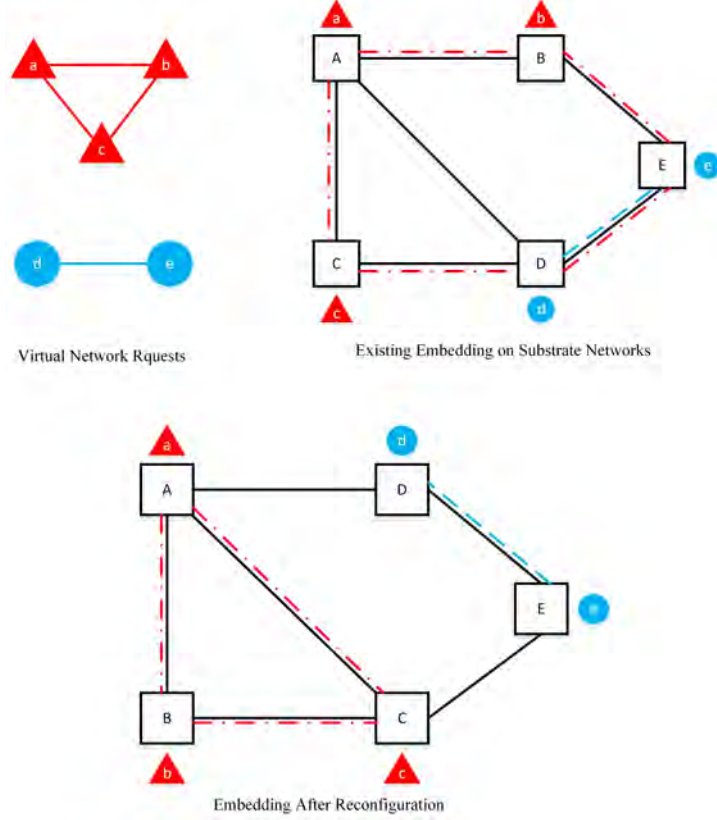 a
b
A
B
a
b
c
E
e
d
e
C
D
c
d
Virtual Network Rquests
Existing Embedding on Substrate Networks
d
a
A
D
E
e
B
C
b
c
Embedding After Reconfiguration